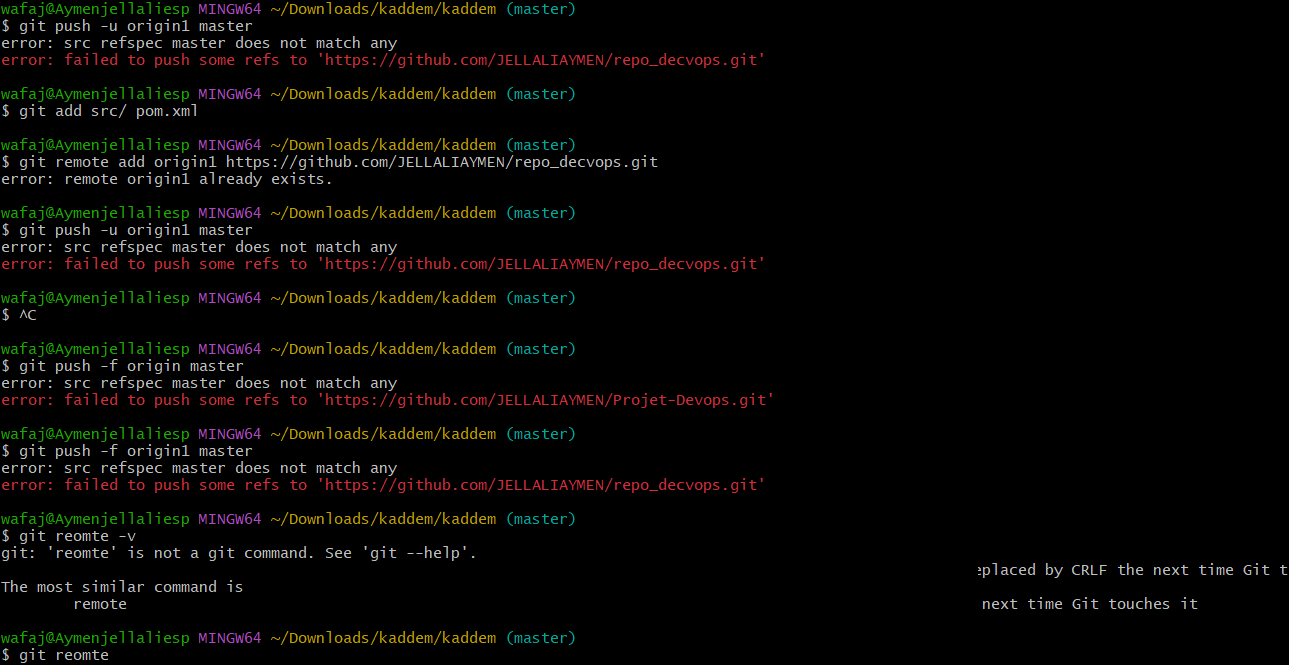 wafaj@Aymenjellaliesp MINGW64 ~/Downloads/kaddem/kaddem (master)
$ git push -u origin1 master
error: src refspec master does not match any
error: failed to push some refs to 'https://github.com/JELLALIAYMEN/repo_decvops.git'
wafaj@Aymenjellaliesp MINGW64 ~/Downloads/kaddem/kaddem (master)
$ git add src/ pom.xml
wafaj@Aymenjellaliesp MINGW64 ~/Downloads/kaddem/kaddem (master)
$ git remote add origin1 https://github.com/JELLALIAYMEN/repo_decvops.git
error: remote origin1 already exists.
wafaj@Aymenjellaliesp MINGW64 ~/Downloads/kaddem/kaddem (master)
$ git push -u origin1 master
error: src refspec master does not match any
error: failed to push some refs to 'https://github.com/JELLALIAYMEN/repo_decvops.git'
wafaj@Aymenjellaliesp MINGW64 ~/Downloads/kaddem/kaddem (master)
$ ^C
wafaj@Aymenjellaliesp MINGW64 ~/Downloads/kaddem/kaddem (master)
$ git push -f origin master
error: src refspec master does not match any
error: failed to push some refs to 'https://github.com/JELLALIAYMEN/Projet-Devops.git'
wafaj@Aymenjellaliesp MINGW64 ~/Downloads/kaddem/kaddem (master)
$ git push -f origin1 master
error: src refspec master does not match any
error: failed to push some refs to 'https://github.com/JELLALIAYMEN/repo_decvops.git'
wafaj@Aymenjellaliesp MINGW64 ~/Downloads/kaddem/kaddem (master)
$ git reomte -v
git: 'reomte' is not a git command. See 'git --help'.
eplaced by CRLF the next time Git t
The most similar command is
remote
next time Git touches it
wafaj@Aymenjellaliesp MINGW64 ~/Downloads/kaddem/kaddem (master)
$ git reomte